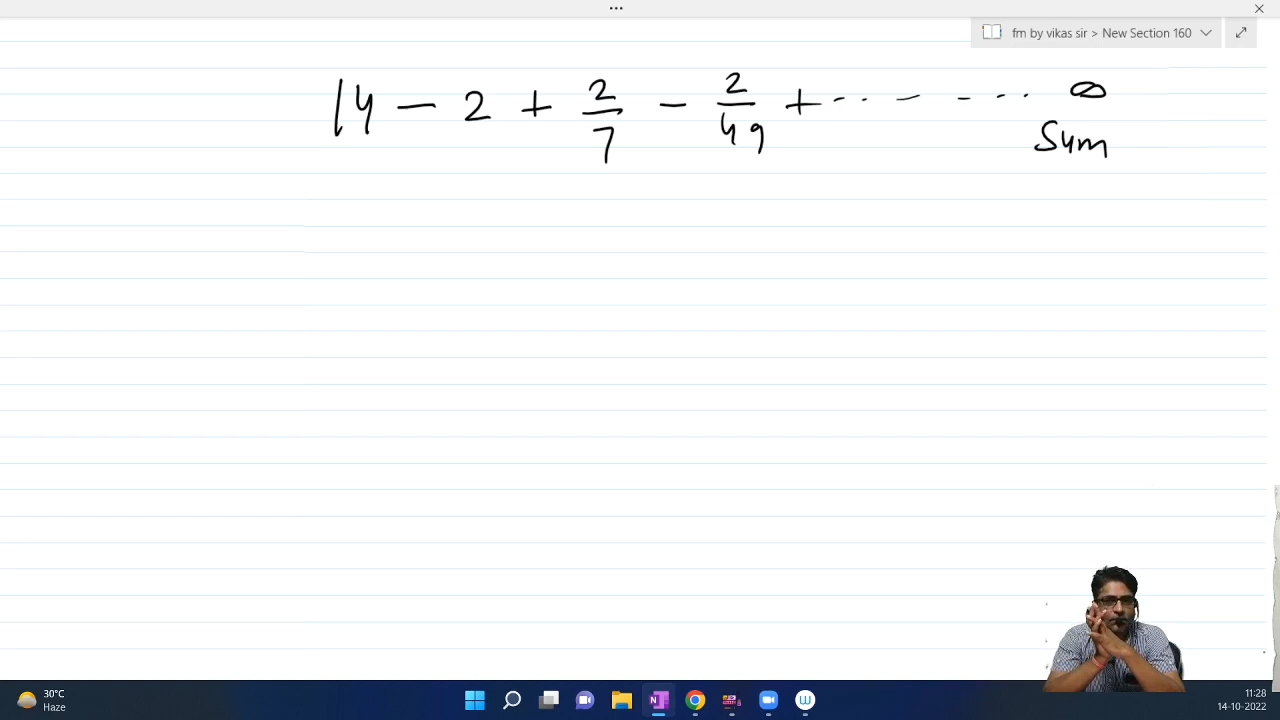 fm by vikas sir > New Section 160
14 - 2 + 2/7 - 2/49 + ....... ∞
Sum
30°C
Haze
11:28
14-10-2022